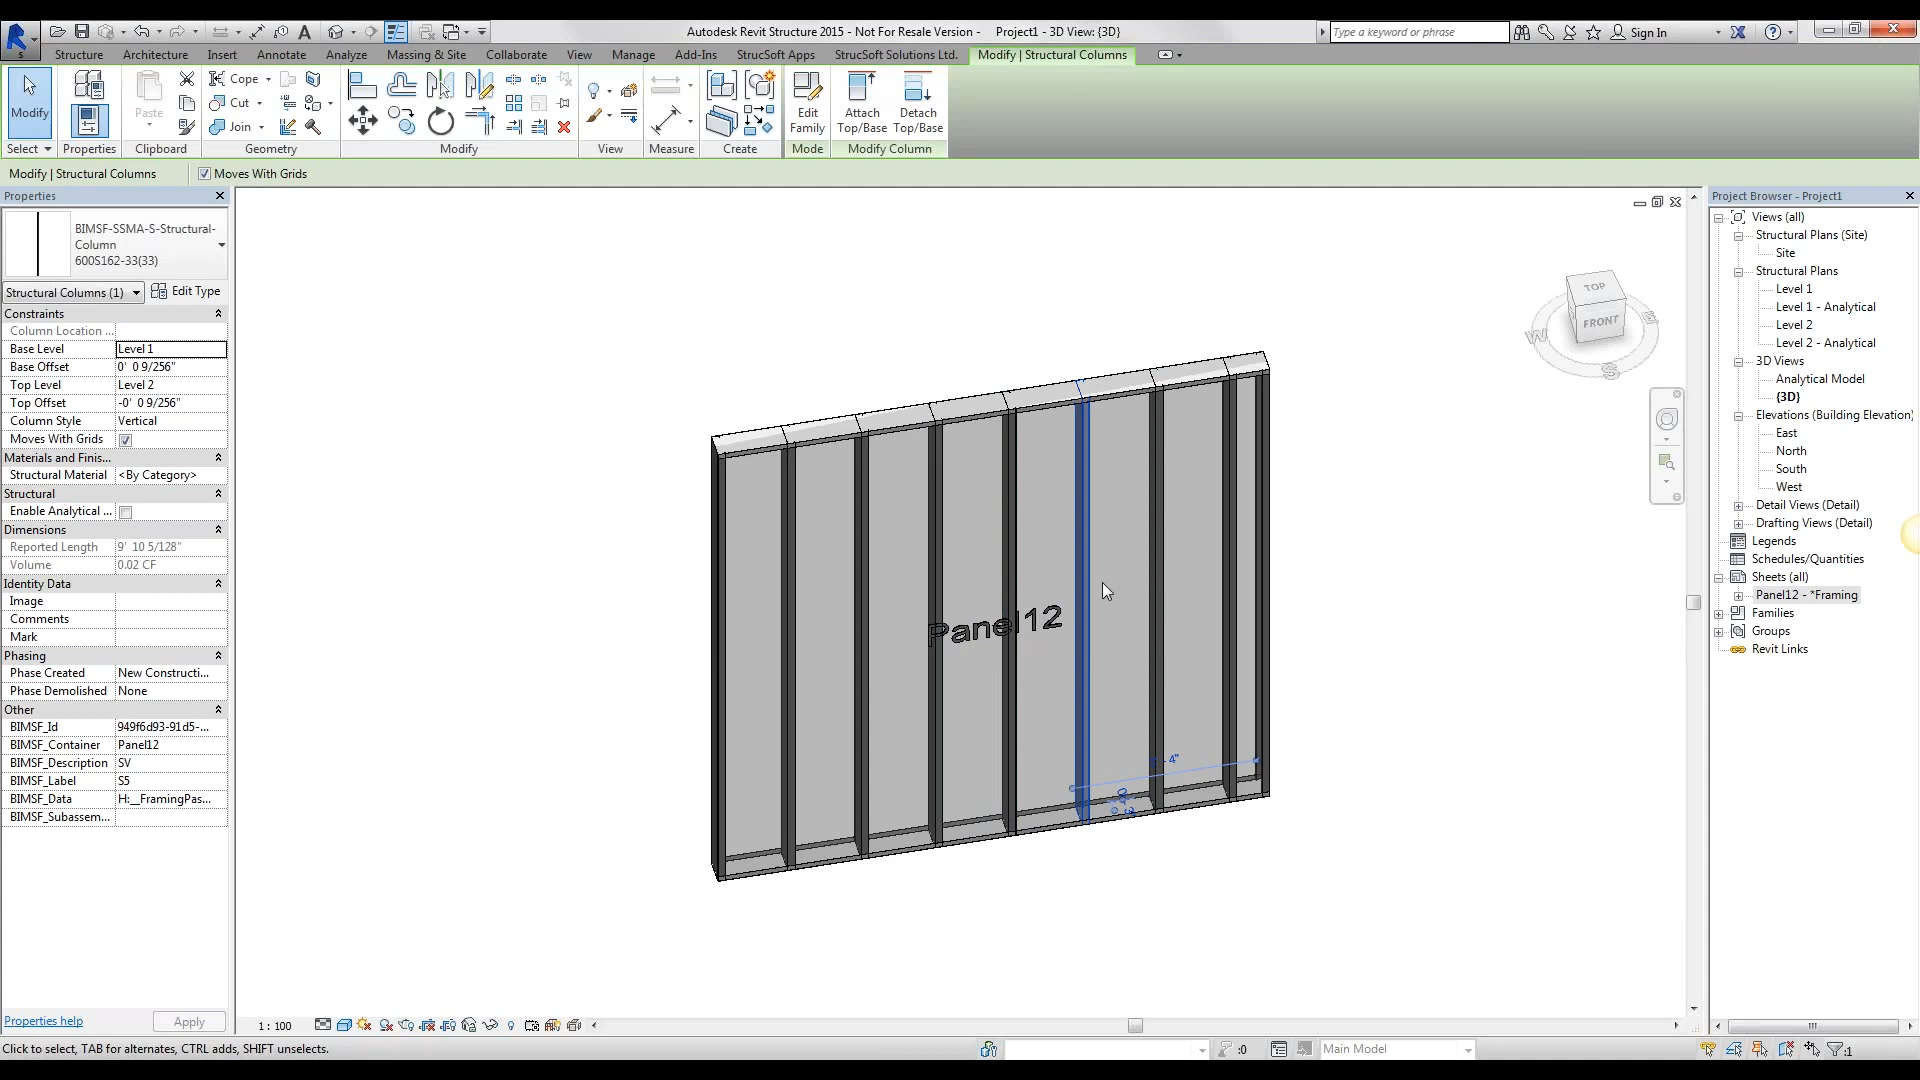 Autodesk Revit Structure 2015 - Not For Resale Version - Project1 - 3D View: {3D}
Type a keyword or phrase
Sign In
Structure Architecture Insert Annotate Analyze Massing & Site Collaborate View Manage Add-Ins StrucSoft Apps StrucSoft Solutions Ltd. Modify | Structural Columns
Modify
Paste
Cope
Cut
Join
Edit Family
Attach Top/Base
Detach Top/Base
Select Properties Clipboard Geometry Modify View Measure Create Mode Modify Column
Modify | Structural Columns
Moves With Grids
Properties
BIMSF-SSMA-S-Structural-
Column
600S162-33(33)
Structural Columns (1)
Edit Type
Constraints
Column Location ...
Base Level Level 1
Base Offset 0' 0 9/256"
Top Level Level 2
Top Offset -0' 0 9/256"
Column Style Vertical
Moves With Grids
Materials and Finis...
Structural Material <By Category>
Structural
Enable Analytical ...
Dimensions
Reported Length 9' 10 5/128"
Volume 0.02 CF
Identity Data
Image
Comments
Mark
Phasing
Phase Created New Constructi...
Phase Demolished None
Other
BIMSF_Id 949f6d93-91d5-...
BIMSF_Container Panel12
BIMSF_Description SV
BIMSF_Label S5
BIMSF_Data H:__FramingPas...
BIMSF_Subassem...
Properties help
Apply
Panel12
TOP
FRONT
W
E
S
Project Browser - Project1
Views (all)
Structural Plans (Site)
Site
Structural Plans
Level 1
Level 1 - Analytical
Level 2
Level 2 - Analytical
3D Views
Analytical Model
{3D}
Elevations (Building Elevation)
East
North
South
West
Detail Views (Detail)
Drafting Views (Detail)
Legends
Schedules/Quantities
Sheets (all)
Panel12 - *Framing
Families
Groups
Revit Links
1 : 100
Click to select, TAB for alternates, CTRL adds, SHIFT unselects.
:0
Main Model
:1